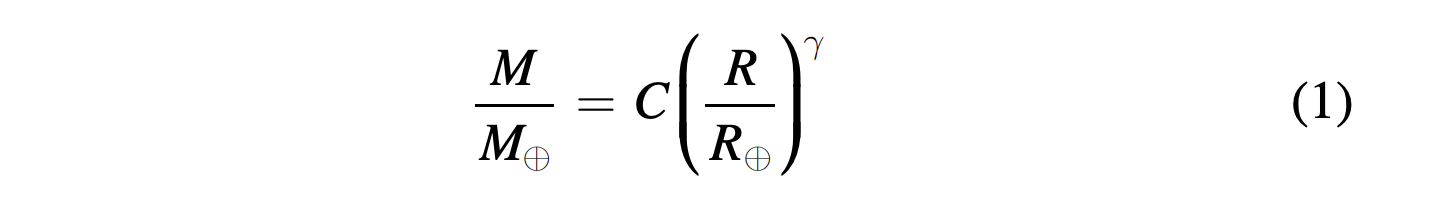 M/M⊕ = C(R/R⊕)^γ (1)